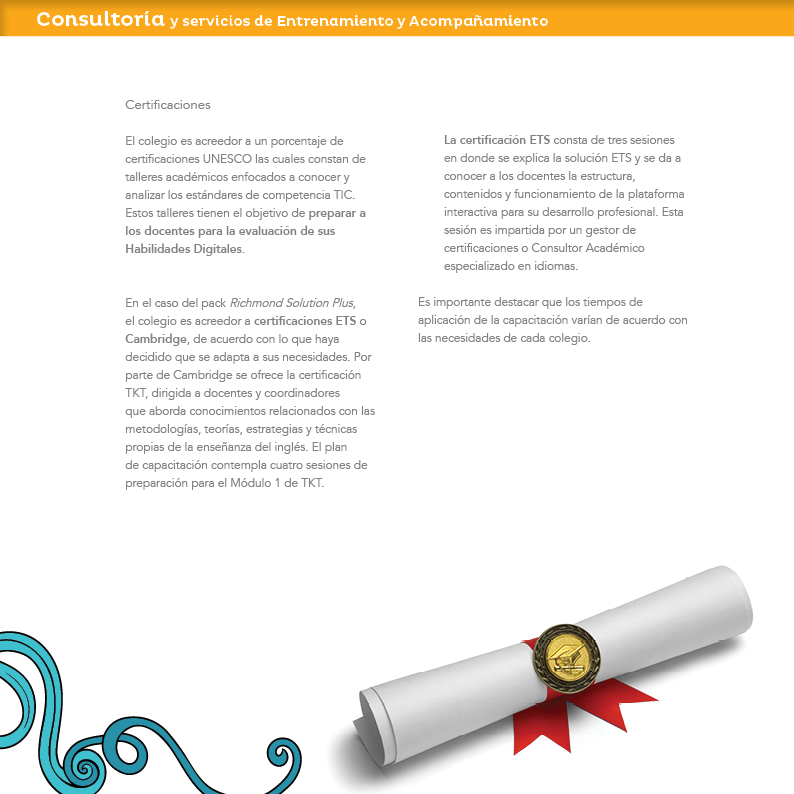 Consultoría y servicios de Entrenamiento y Acompañamiento
Certificaciones
El colegio es acreedor a un porcentaje de
certificaciones UNESCO las cuales constan de
talleres académicos enfocados a conocer y
analizar los estándares de competencia TIC.
Estos talleres tienen el objetivo de preparar a
los docentes para la evaluación de sus
Habilidades Digitales.
En el caso del pack Richmond Solution Plus,
el colegio es acreedor a certificaciones ETS o
Cambridge, de acuerdo con lo que haya
decidido que se adapta a sus necesidades. Por
parte de Cambridge se ofrece la certificación
TKT, dirigida a docentes y coordinadores
que aborda conocimientos relacionados con las
metodologías, teorías, estrategias y técnicas
propias de la enseñanza del inglés. El plan
de capacitación contempla cuatro sesiones de
preparación para el Módulo 1 de TKT.
La certificación ETS consta de tres sesiones
en donde se explica la solución ETS y se da a
conocer a los docentes la estructura,
contenidos y funcionamiento de la plataforma
interactiva para su desarrollo profesional. Esta
sesión es impartida por un gestor de
certificaciones o Consultor Académico
especializado en idiomas.
Es importante destacar que los tiempos de
aplicación de la capacitación varían de acuerdo con
las necesidades de cada colegio.